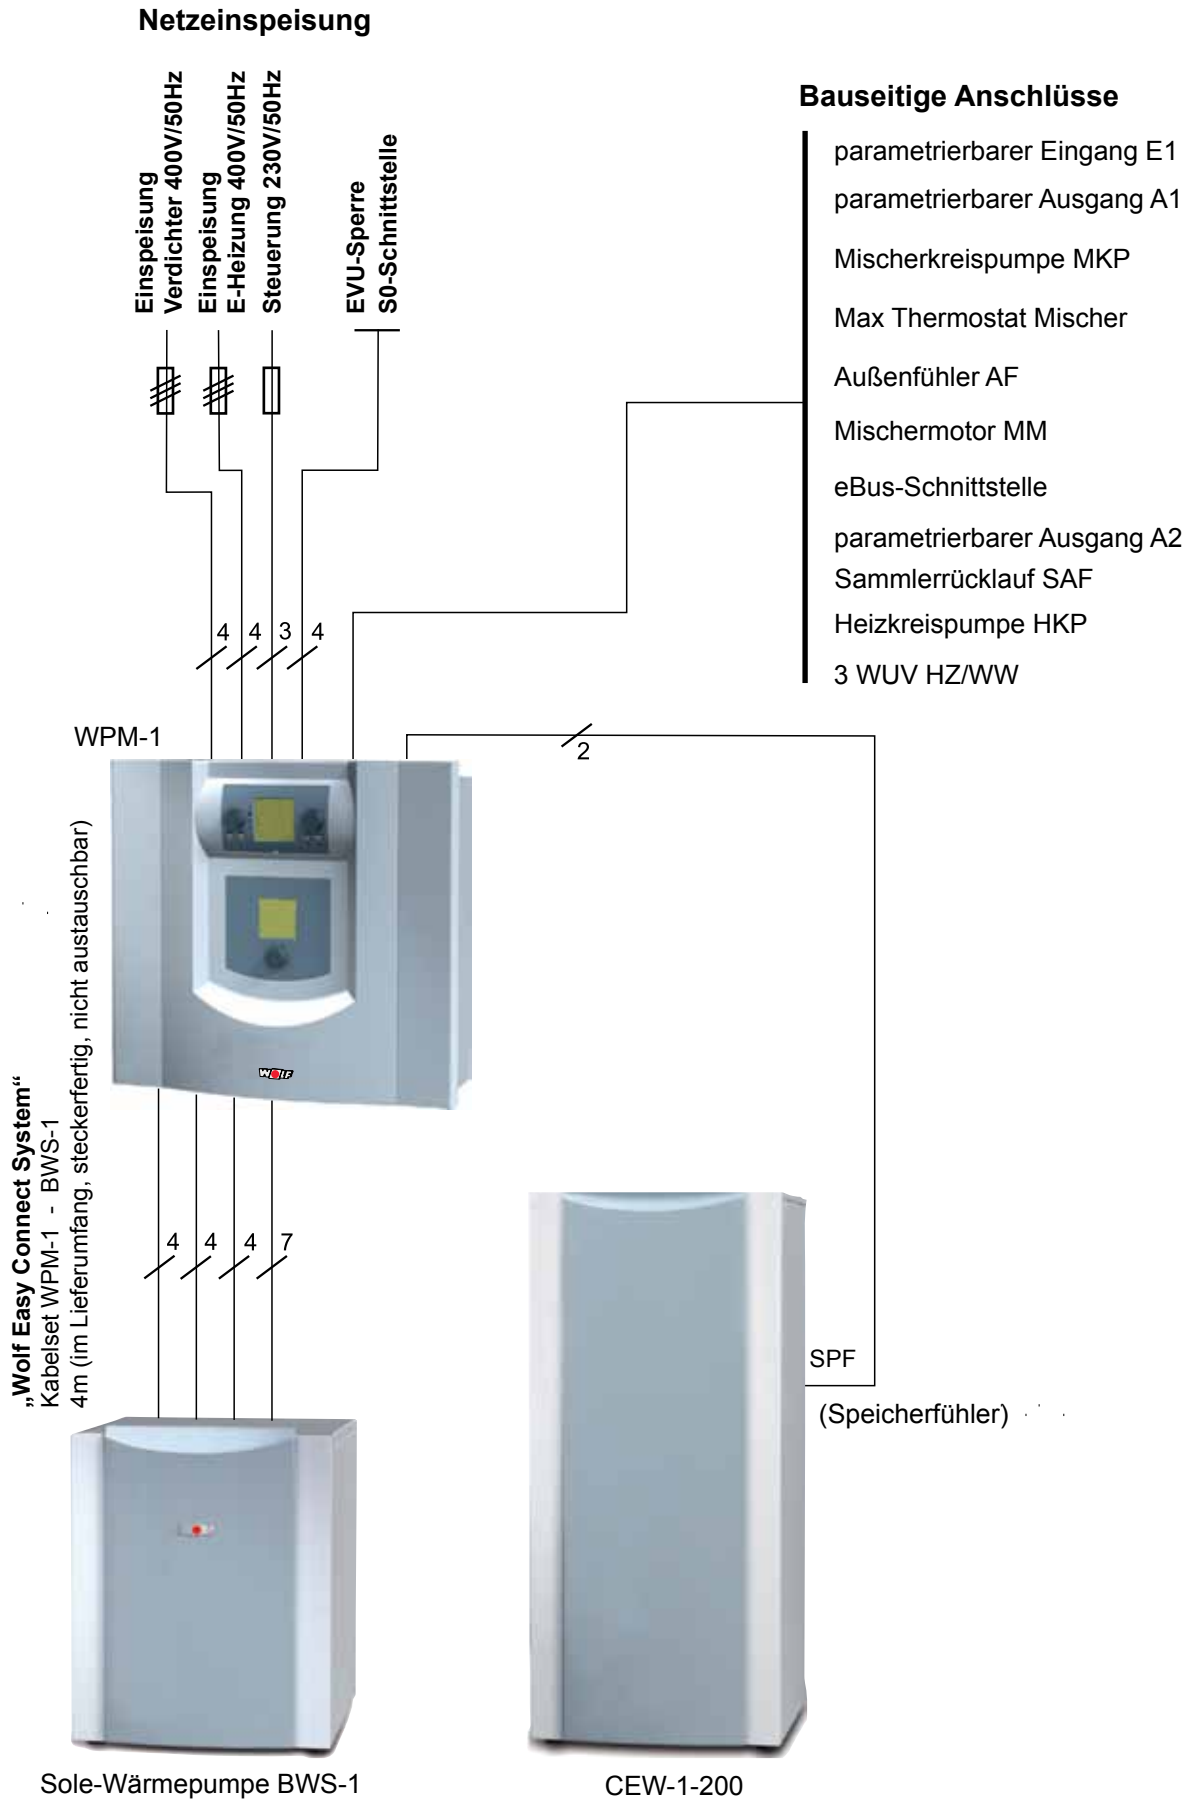 Netzeinspeisung
Einspeisung
Verdichter 400V/50Hz
Einspeisung
E-Heizung 400V/50Hz
Steuerung 230V/50Hz
EVU-Sperre
S0-Schnittstelle
Bauseitige Anschlüsse
parametrierbarer Eingang E1
parametrierbarer Ausgang A1
Mischerkreispumpe MKP
Max Thermostat Mischer
Außenfühler AF
Mischermotor MM
eBus-Schnittstelle
parametrierbarer Ausgang A2
Sammlerrücklauf SAF
Heizkreispumpe HKP
3 WUV HZ/WW
4 4 3 4
WPM-1
2
WOLF
„Wolf Easy Connect System“
Kabelset WPM-1 - BWS-1
4m (im Lieferumfang, steckerfertig, nicht austauschbar)
4 4 4 7
SPF
(Speicherfühler)
Sole-Wärmepumpe BWS-1
CEW-1-200